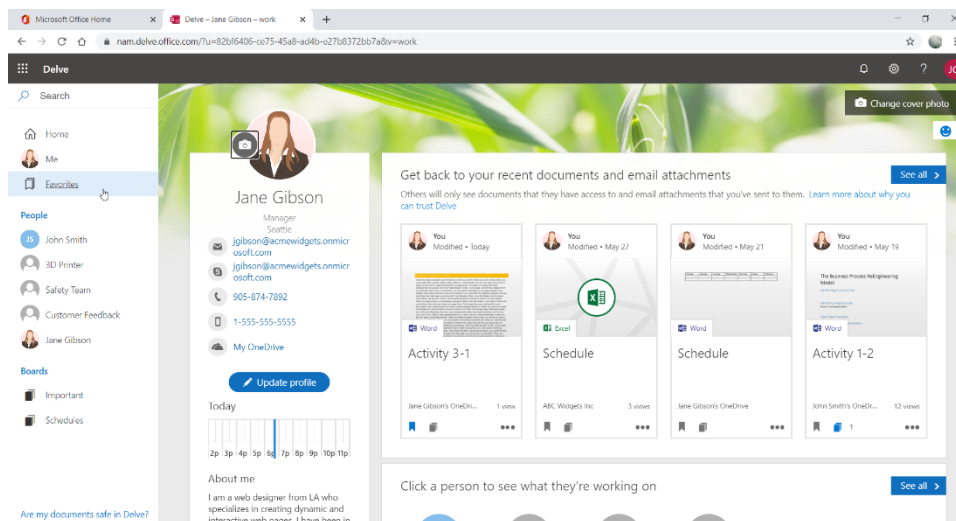 Microsoft Office Home
Delve – Jane Gibson – work
nam.delve.office.com/?u=82bf6406-ce75-45a8-ad4b-e27b8372bb7a&v=work
Delve
JG
Search
Change cover photo
Home
Me
Favorites
People
JS John Smith
3D Printer
Safety Team
Customer Feedback
Jane Gibson
Boards
Important
Schedules
Are my documents safe in Delve?
Jane Gibson
Manager
Seattle
jgibson@acmewidgets.onmicr
osoft.com
jgibson@acmewidgets.onmicr
osoft.com
905-874-7892
1-555-555-5555
My OneDrive
Update profile
Today
2p 3p 4p 5p 6p 7p 8p 9p 10p 11p
About me
I am a web designer from LA who
specializes in creating dynamic and
interactive web pages. I have been in
Get back to your recent documents and email attachments
See all
Others will only see documents that they have access to and email attachments that you've sent to them. Learn more about why you
can trust Delve
You
Modified • Today
Word
Activity 3-1
Jane Gibson's OneDri... 1 view
You
Modified • May 27
Excel
Schedule
ABC Widgets Inc 3 views
You
Modified • May 21
Word
Schedule
Jane Gibson's OneDrive
You
Modified • May 19
The Business Process ReEngineering
Model
Word
Activity 1-2
John Smith's OneDr... 12 views
1
Click a person to see what they're working on
See all